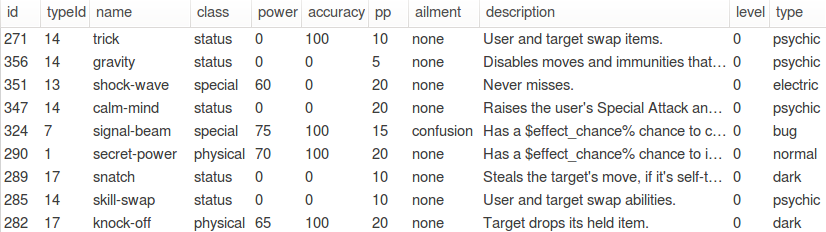 id typeId name class power accuracy pp ailment description level type
271 14 trick status 0 100 10 none User and target swap items. 0 psychic
356 14 gravity status 0 0 5 none Disables moves and immunities that... 0 psychic
351 13 shock-wave special 60 0 20 none Never misses. 0 electric
347 14 calm-mind status 0 0 20 none Raises the user's Special Attack an... 0 psychic
324 7 signal-beam special 75 100 15 confusion Has a $effect_chance% chance to c... 0 bug
290 1 secret-power physical 70 100 20 none Has a $effect_chance% chance to i... 0 normal
289 17 snatch status 0 0 10 none Steals the target's move, if it's self-t... 0 dark
285 14 skill-swap status 0 0 10 none User and target swap abilities. 0 psychic
282 17 knock-off physical 65 100 20 none Target drops its held item. 0 dark